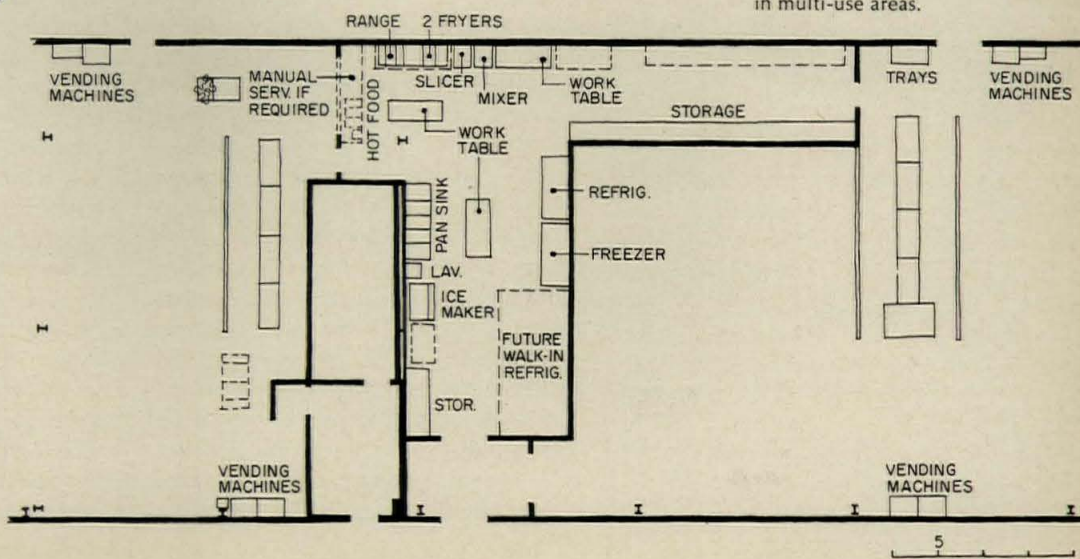 in multi-use areas.
RANGE 2 FRYERS
VENDING
MACHINES
MANUAL
SERV. IF
REQUIRED
HOT FOOD
SLICER
MIXER
WORK
TABLE
TRAYS
VENDING
MACHINES
STORAGE
WORK
TABLE
PAN SINK
REFRIG.
FREEZER
LAV.
ICE
MAKER
FUTURE
WALK-IN
REFRIG.
STOR.
VENDING
MACHINES
VENDING
MACHINES
5